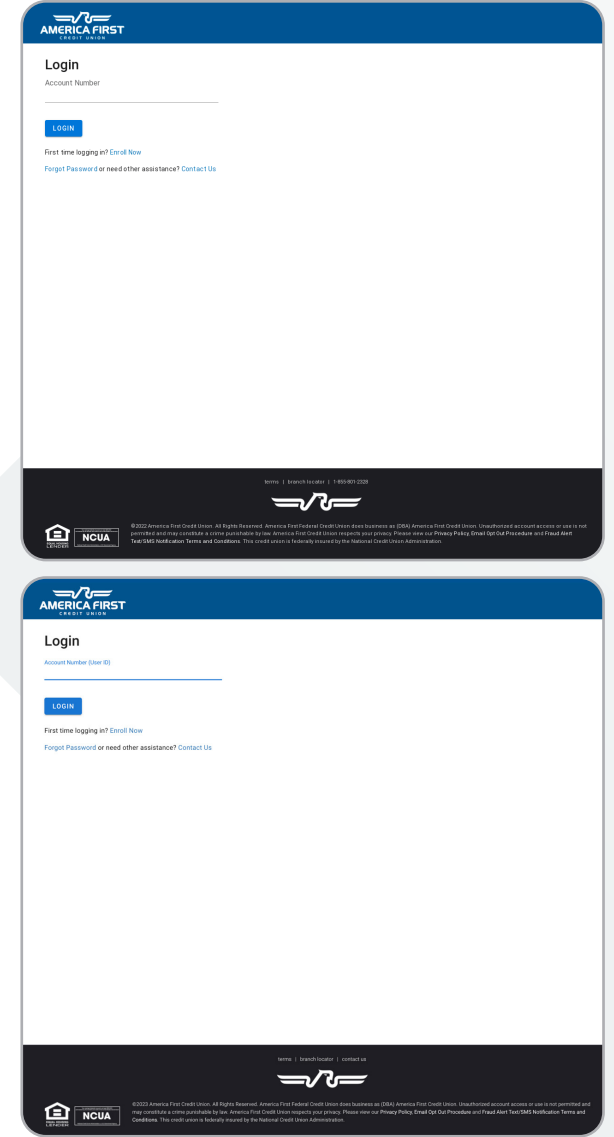 AMERICA FIRST
CREDIT UNION
Login
Account Number
LOGIN
First time logging in? Enroll Now
Forgot Password or need other assistance? Contact Us
terms | branch locator | 1-855-801-2328
©2022 America First Credit Union. All Rights Reserved. America First Federal Credit Union does business as (DBA) America First Credit Union. Unauthorized account access or use is not
permitted and may constitute a crime punishable by law. America First Credit Union respects your privacy. Please view our Privacy Policy, Email Opt Out Procedure and Fraud Alert
Text/SMS Notification Terms and Conditions. This credit union is federally insured by the National Credit Union Administration.
EQUAL HOUSING
LENDER
NCUA
AMERICA FIRST
CREDIT UNION
Login
Account Number (User ID)
LOGIN
First time logging in? Enroll Now
Forgot Password or need other assistance? Contact Us
terms | branch locator | contact us
©2023 America First Credit Union. All Rights Reserved. America First Federal Credit Union does business as (DBA) America First Credit Union. Unauthorized account access or use is not permitted and
may constitute a crime punishable by law. America First Credit Union respects your privacy. Please view our Privacy Policy, Email Opt Out Procedure and Fraud Alert Text/SMS Notification Terms and
Conditions. This credit union is federally insured by the National Credit Union Administration.
EQUAL HOUSING
LENDER
NCUA